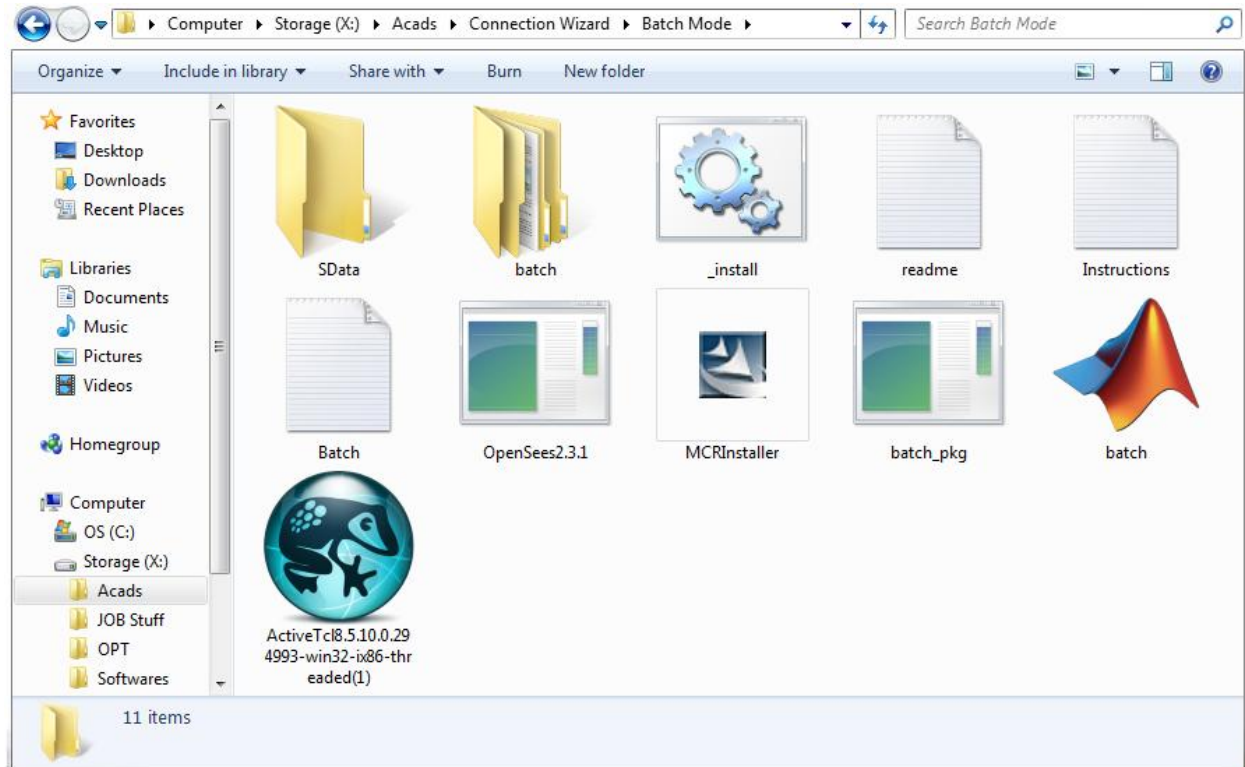 Computer Storage (X:) Acads Connection Wizard Batch Mode
Search Batch Mode
Organize Include in library Share with Burn New folder
Favorites
Desktop
Downloads
Recent Places
Libraries
Documents
Music
Pictures
Videos
Homegroup
Computer
OS (C:)
Storage (X:)
Acads
JOB Stuff
OPT
Softwares
SData batch _install readme Instructions
Batch OpenSees2.3.1 MCRInstaller batch_pkg batch
ActiveTcl8.5.10.0.29
4993-win32-ix86-thr
eaded(1)
11 items